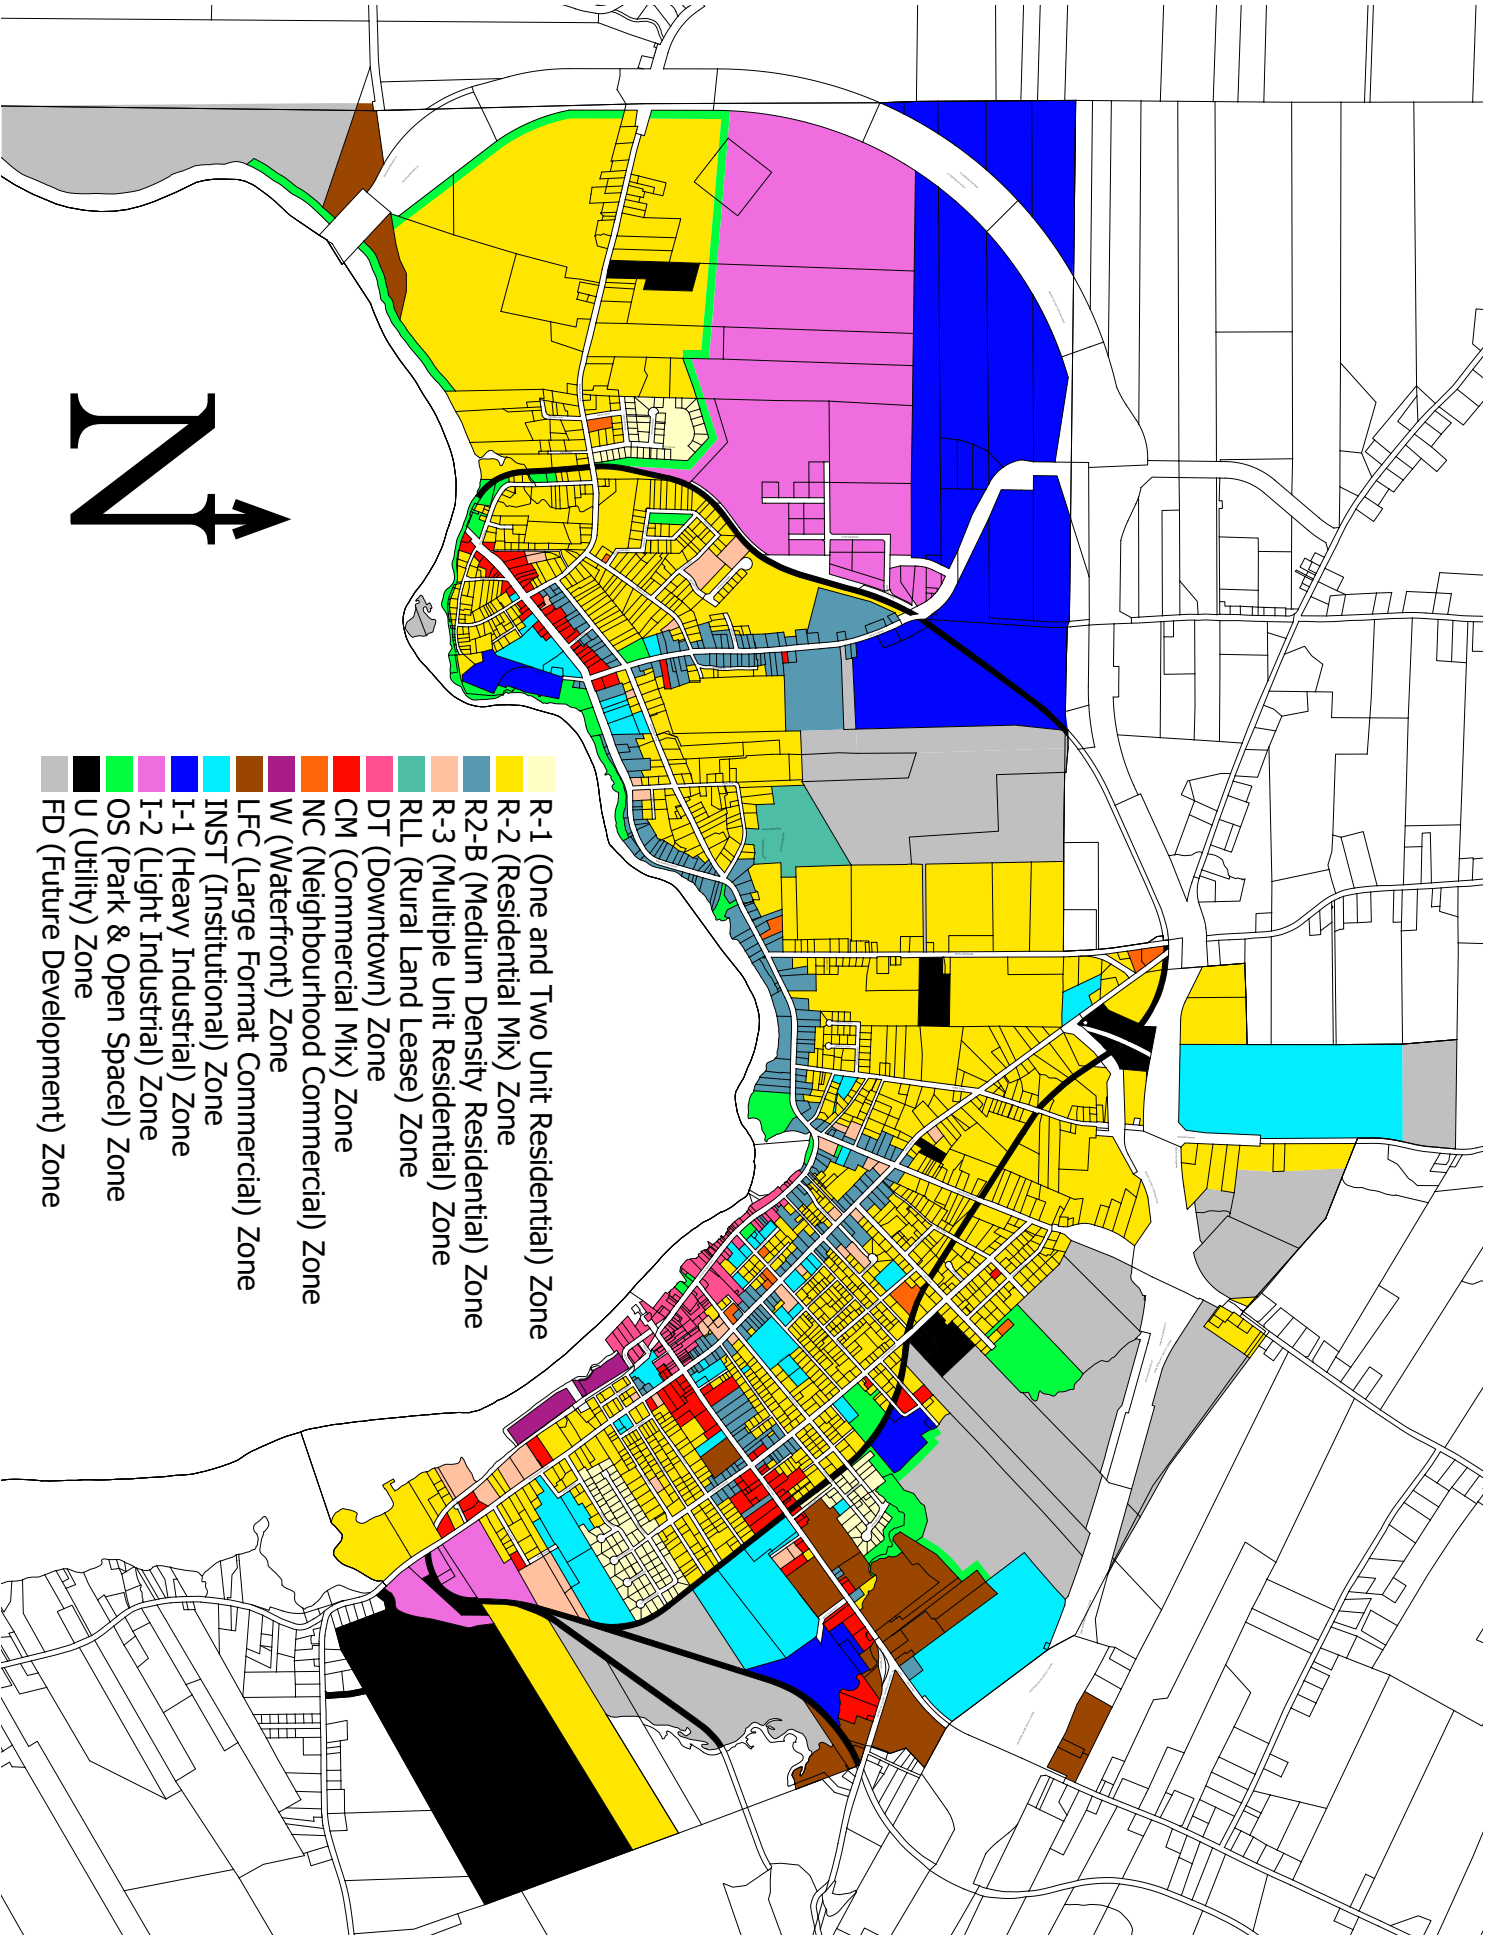 N
R-1 (One and Two Unit Residential) Zone
R-2 (Residential Mix) Zone
R2-B (Medium Density Residential) Zone
R-3 (Multiple Unit Residential) Zone
RLL (Rural Land Lease) Zone
DT (Downtown) Zone
CM (Commercial Mix) Zone
NC (Neighbourhood Commercial) Zone
W (Waterfront) Zone
LFC (Large Format Commercial) Zone
INST (Institutional) Zone
I-1 (Heavy Industrial) Zone
I-2 (Light Industrial) Zone
OS (Park & Open Spacel) Zone
U (Utility) Zone
FD (Future Development) Zone